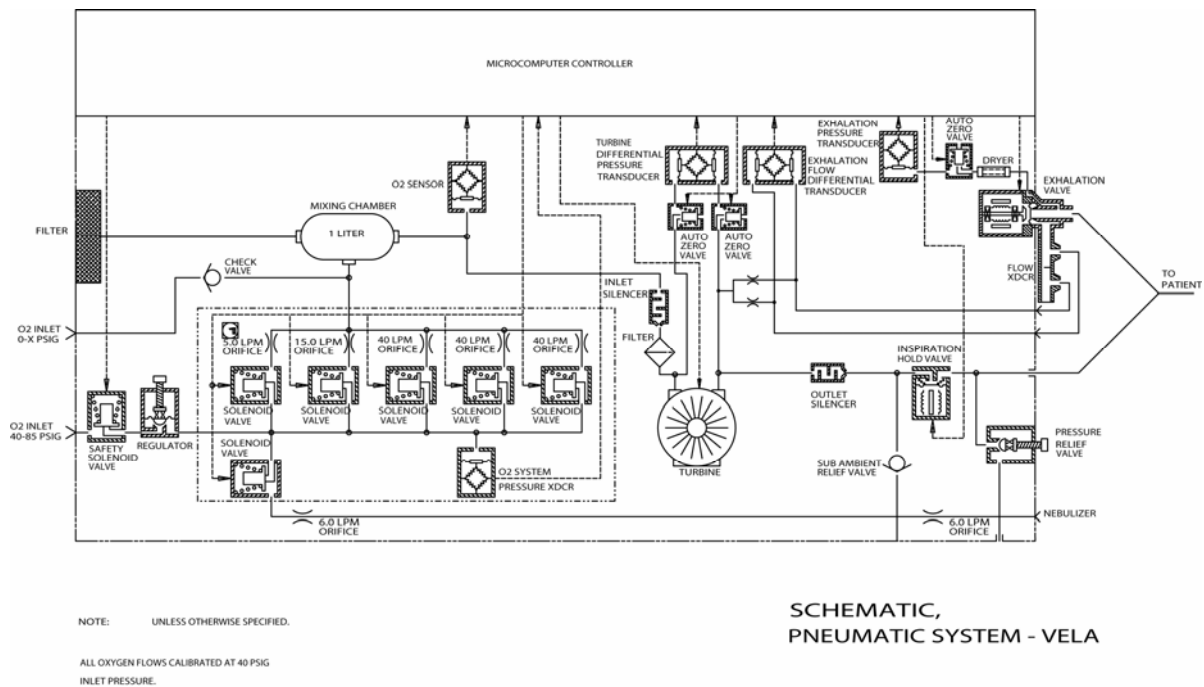 MICROCOMPUTER CONTROLLER
EXHALATION
PRESSURE
TRANSDUCER
AUTO
ZERO
VALVE
TURBINE
DIFFERENTIAL
PRESSURE
TRANSDUCER
EXHALATION
FLOW
DIFFERENTIAL
TRANSDUCER
DRYER
EXHALATION
VALVE
O2 SENSOR
MIXING CHAMBER
1 LITER
FILTER
AUTO
ZERO
VALVE
AUTO
ZERO
VALVE
CHECK
VALVE
FLOW
XDCR
TO
PATIENT
INLET
SILENCER
O2 INLET
0-X PSIG
5.0 LPM
ORIFICE
15.0 LPM
ORIFICE
40 LPM
ORIFICE
40 LPM
ORIFICE
40 LPM
ORIFICE
FILTER
INSPIRATION
HOLD VALVE
OUTLET
SILENCER
SOLENOID
VALVE
SOLENOID
VALVE
SOLENOID
VALVE
SOLENOID
VALVE
SOLENOID
VALVE
O2 INLET
40-85 PSIG
SAFETY
SOLENOID
VALVE
REGULATOR
SOLENOID
VALVE
O2 SYSTEM
PRESSURE XDCR
TURBINE
SUB AMBIENT
RELIEF VALVE
PRESSURE
RELIEF
VALVE
6.0 LPM
ORIFICE
6.0 LPM
ORIFICE
NEBULIZER
NOTE: UNLESS OTHERWISE SPECIFIED.
ALL OXYGEN FLOWS CALIBRATED AT 40 PSIG
INLET PRESSURE.
SCHEMATIC,
PNEUMATIC SYSTEM - VELA